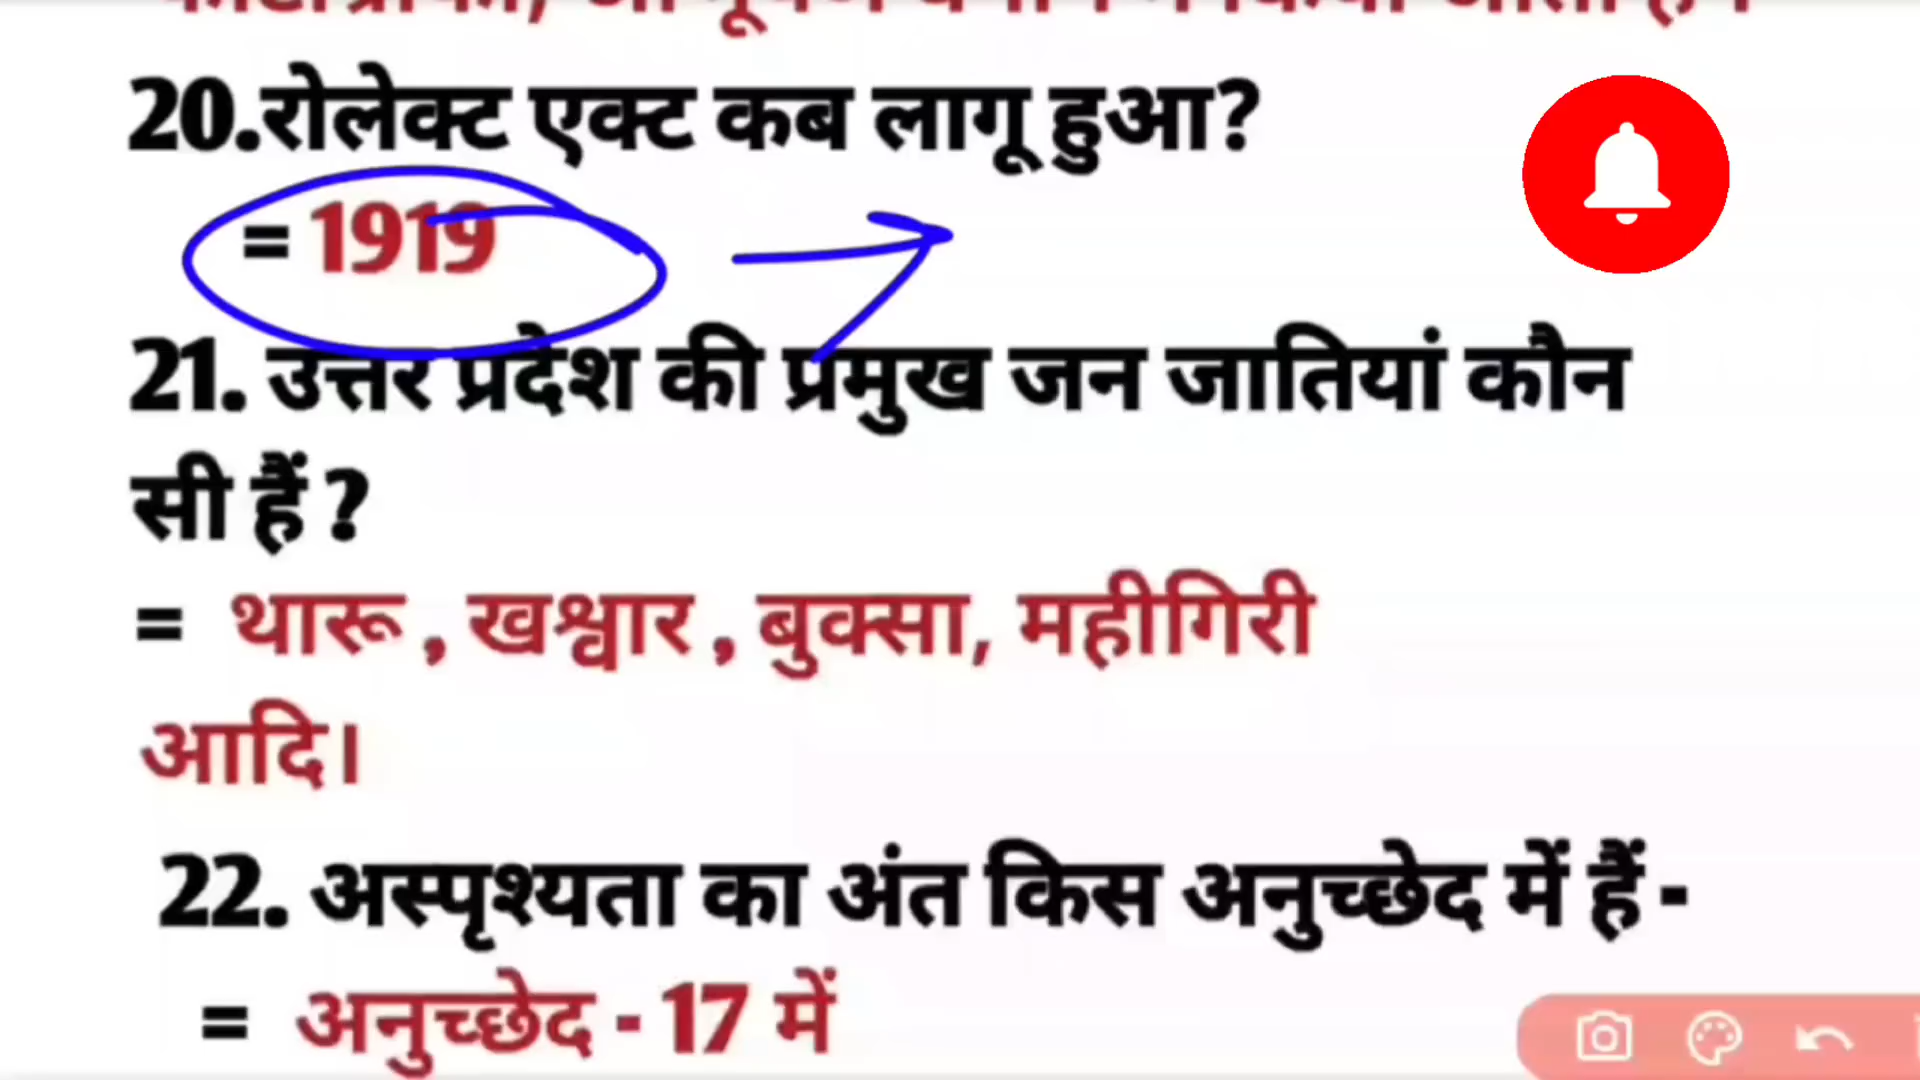 20.रोलेक्ट एक्ट कब लागू हुआ?
= 1919
21. उत्तर प्रदेश की प्रमुख जन जातियां कौन
सी हैं ?
= थारू , खश्वार , बुक्सा, महीगिरी
आदि।
22. अस्पृश्यता का अंत किस अनुच्छेद में हैं -
= अनुच्छेद - 17 में